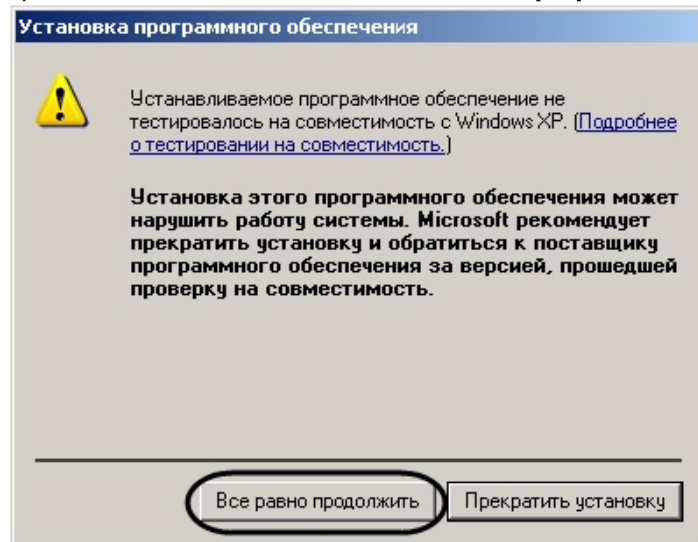 Установка программного обеспечения
Устанавливаемое программное обеспечение не
тестировалось на совместимость с Windows XP. (Подробнее
о тестировании на совместимость.)
Установка этого программного обеспечения может
нарушить работу системы. Microsoft рекомендует
прекратить установку и обратиться к поставщику
программного обеспечения за версией, прошедшей
проверку на совместимость.
Все равно продолжить
Прекратить установку